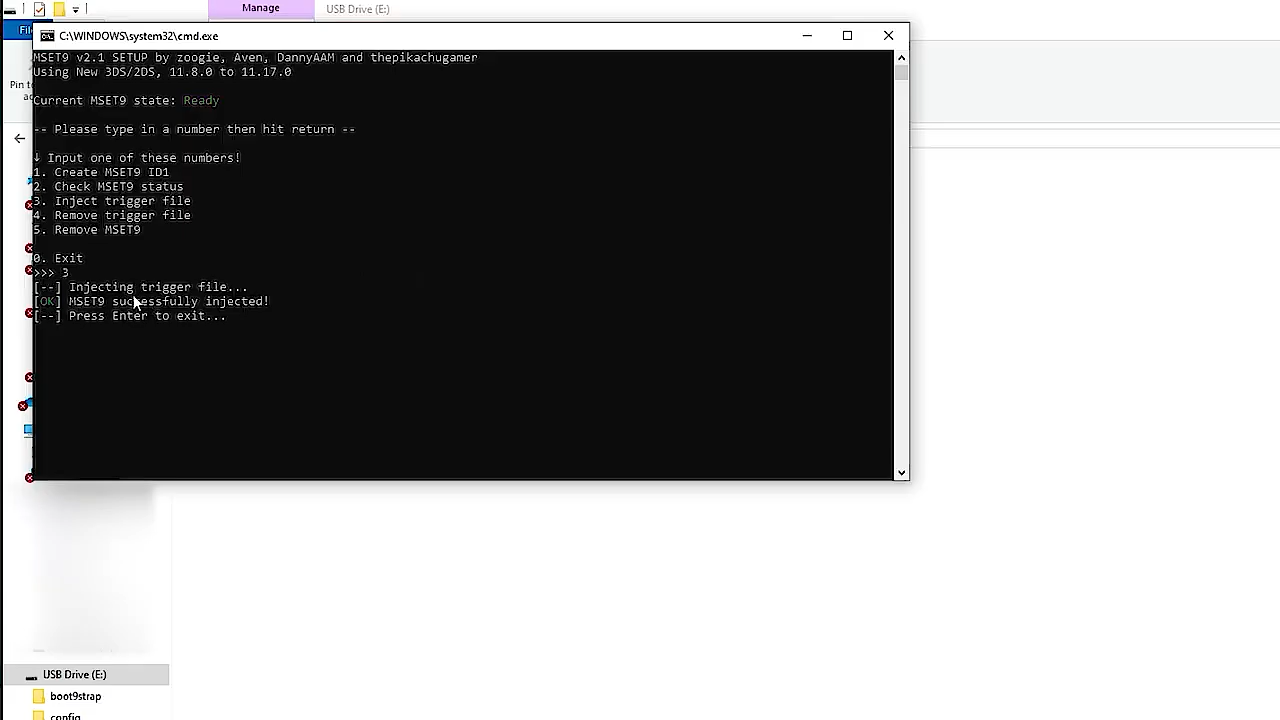 Manage
USB Drive (E:)
C:\WINDOWS\system32\cmd.exe
MSET9 v2.1 SETUP by zoogie, Aven, DannyAAM and thepikachugamer
Using New 3DS/2DS, 11.8.0 to 11.17.0
Current MSET9 state: Ready
-- Please type in a number then hit return --
↓ Input one of these numbers!
1. Create MSET9 ID1
2. Check MSET9 status
3. Inject trigger file
4. Remove trigger file
5. Remove MSET9
0. Exit
>>> 3
[--] Injecting trigger file...
[OK] MSET9 successfully injected!
[--] Press Enter to exit...
Pin to
USB Drive (E:)
boot9strap
config